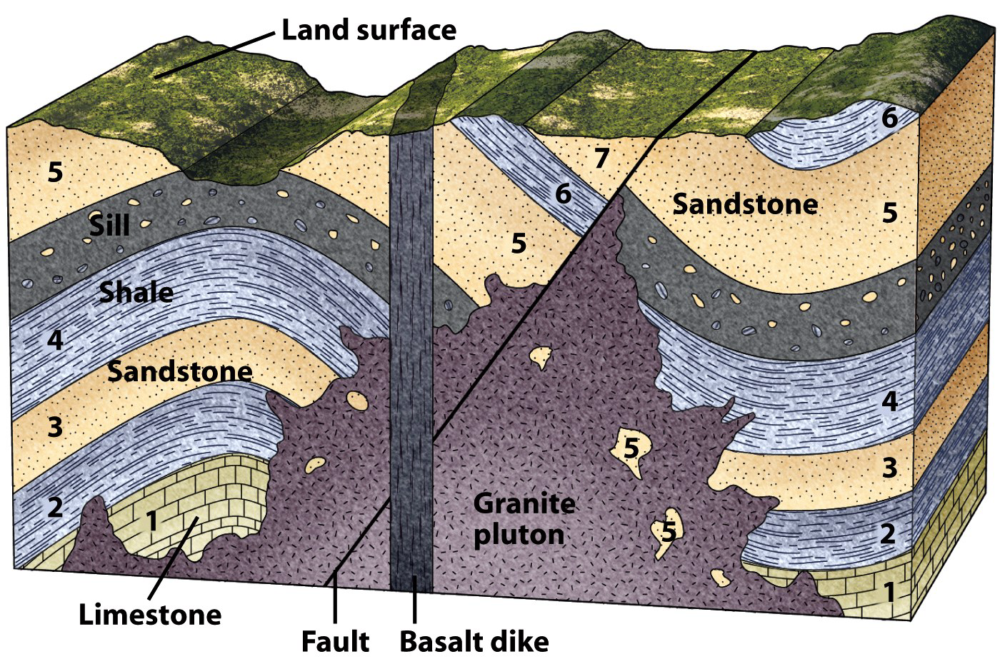 Land surface
6
5
7
6
Sandstone
5
Sill
5
Shale
4
Sandstone
4
3
5
3
Granite
pluton
2
1
5
2
1
Limestone
Fault
Basalt dike